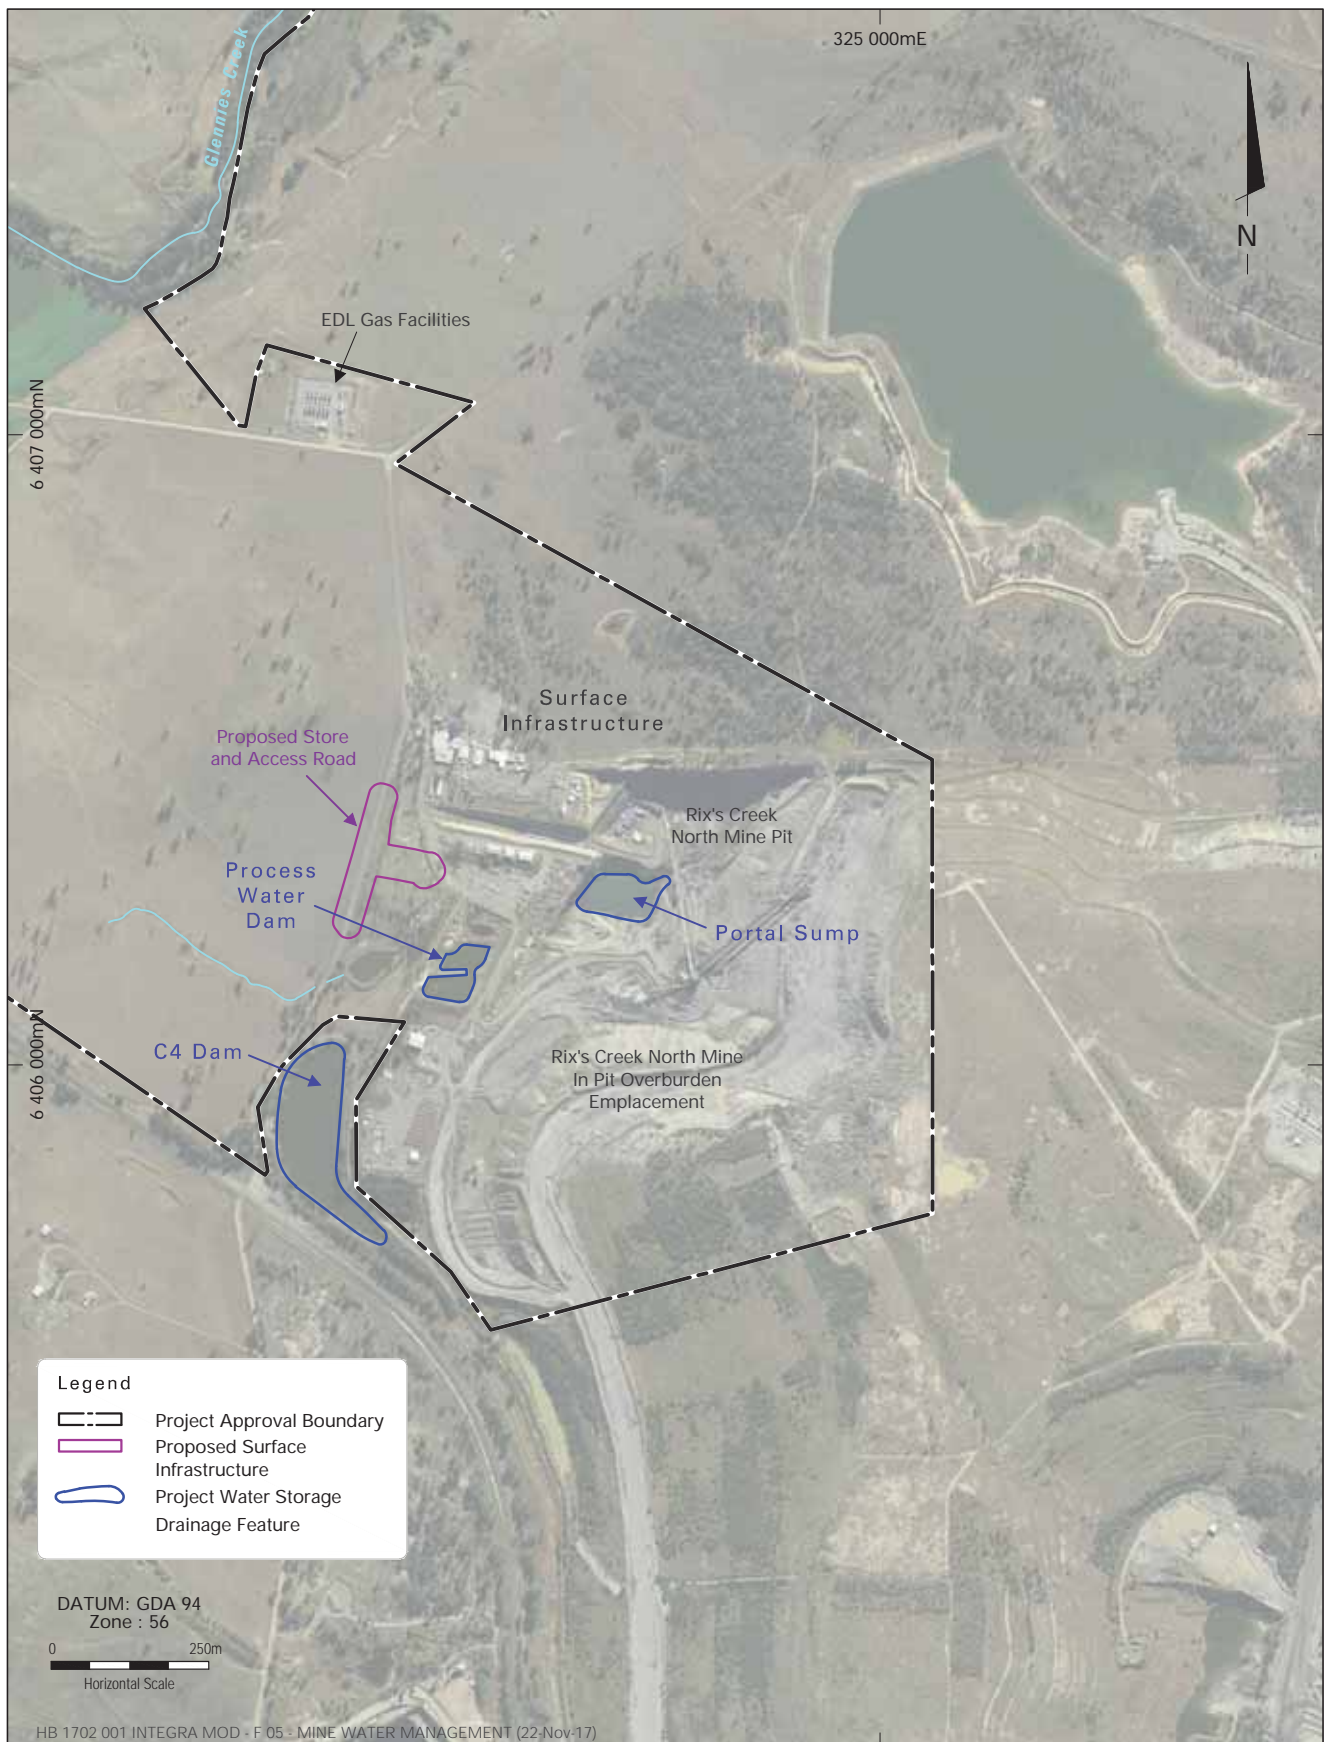 325 000mE
Glennies Creek
N
EDL Gas Facilities
6 407 000mN
Surface
Infrastructure
Proposed Store
and Access Road
Rix's Creek
North Mine Pit
Process
Water
Dam
Portal Sump
6 406 000mN
C4 Dam
Rix's Creek North Mine
In Pit Overburden
Emplacement
Legend
Project Approval Boundary
Proposed Surface
Infrastructure
Project Water Storage
Drainage Feature
DATUM: GDA 94
Zone : 56
0 250m
Horizontal Scale
HB 1702 001 INTEGRA MOD - F 05 - MINE WATER MANAGEMENT (22-Nov-17)